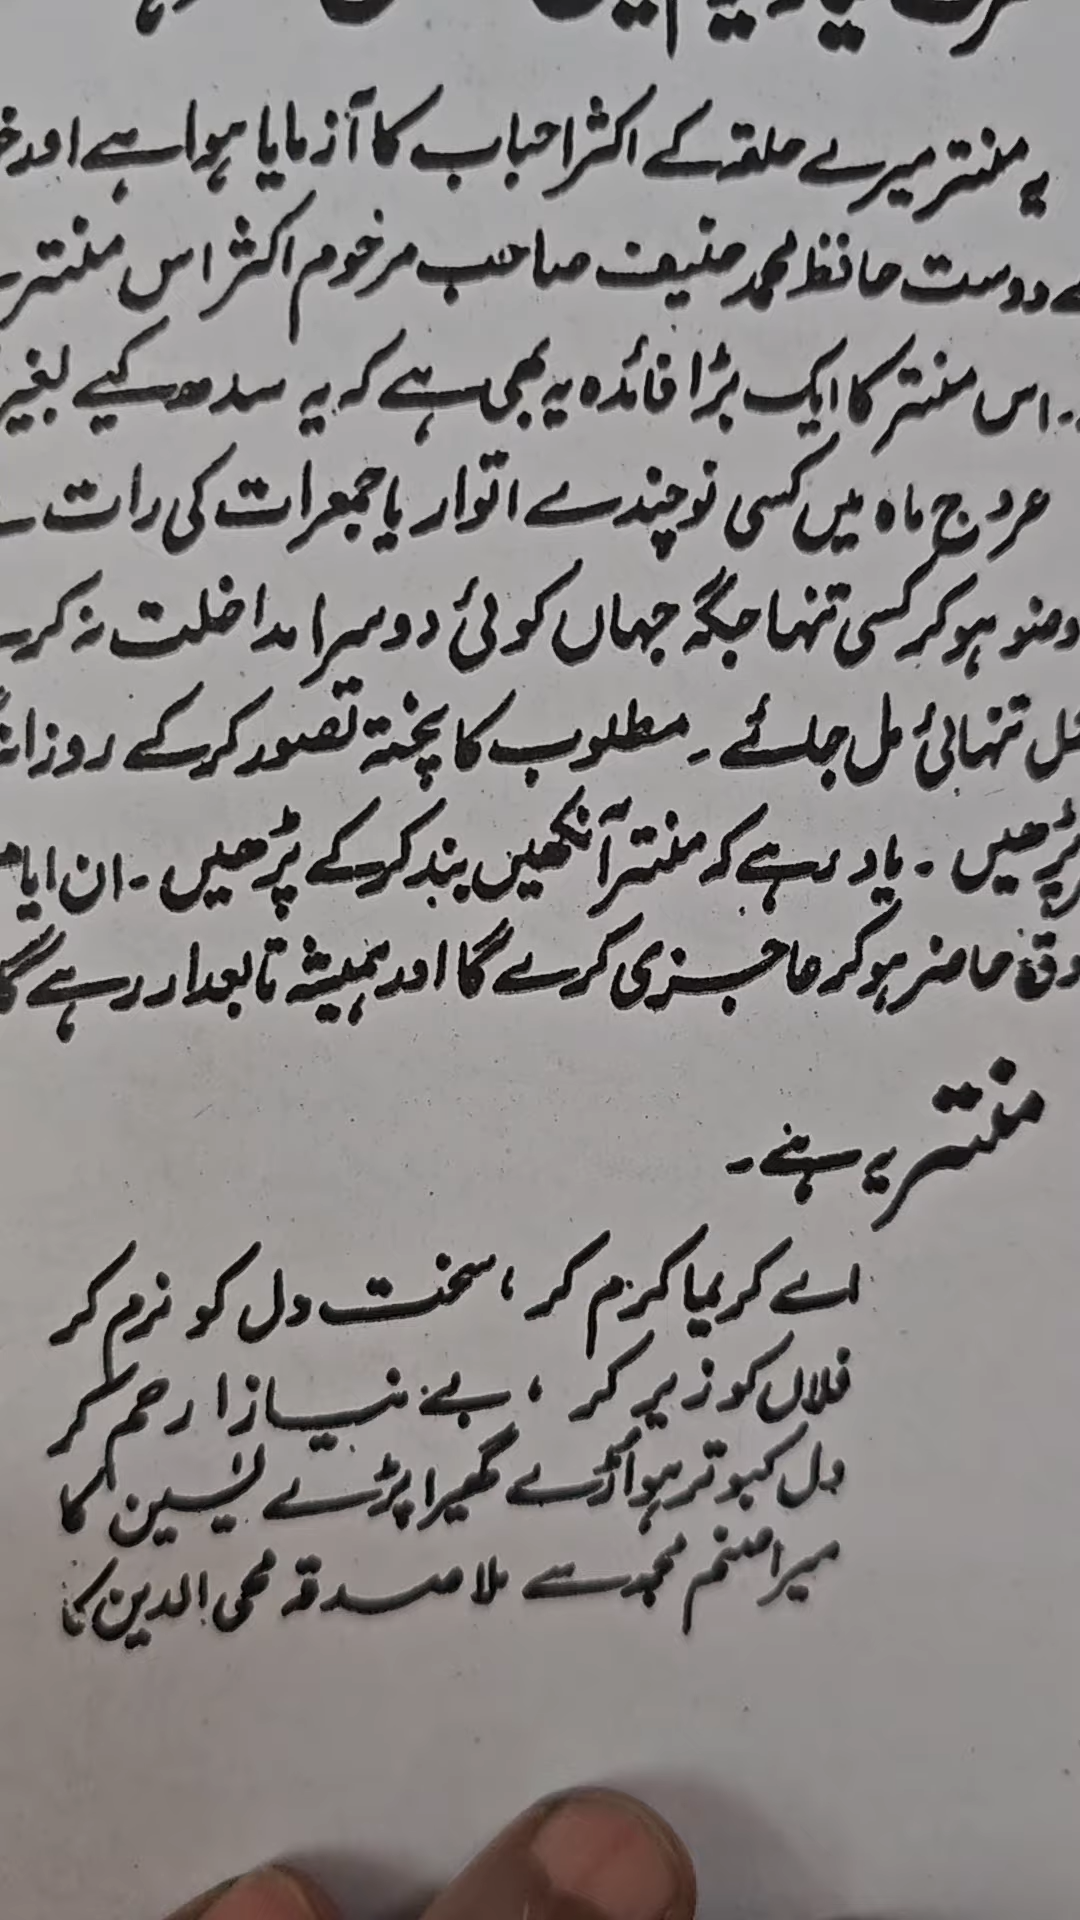 یہ منتر میرے حلقہ کے اکثر احباب کا آزمایا ہوا ہے اور
دوست حافظ محمد حنیف صاحب مرحوم اکثر اس منتر
۔ اس منتر کا ایک بڑا فائدہ یہ بھی ہے کہ یہ سدھ کیے بغیر
عروج ماہ میں کسی نوچندے اتوار یا جمعرات کی رات
وضو ہو کر کسی تنہا جگہ جہاں کوئی دوسرا مداخلت نہ کرے
تنہائی مل جائے ۔ مطلوب کا پختہ تصور کر کے روزانہ
پڑھیں ۔ یاد رہے کہ منتر آنکھیں بند کر کے پڑھیں ۔ ان ایام
حاضر ہو کر عاجزی کرے گا اور ہمیشہ تابعدار رہے گا
منتر یہ ہے ۔
اے کریما کرم کر ، سخت دل کو نرم کر
فلاں کو زیر کر ، بے نیازا رحم کر
دل کبوتر ہو اُڑے گھیرا پڑے یٰسین کا
میرا صنم مجھ سے ملا صدقہ محی الدین کا